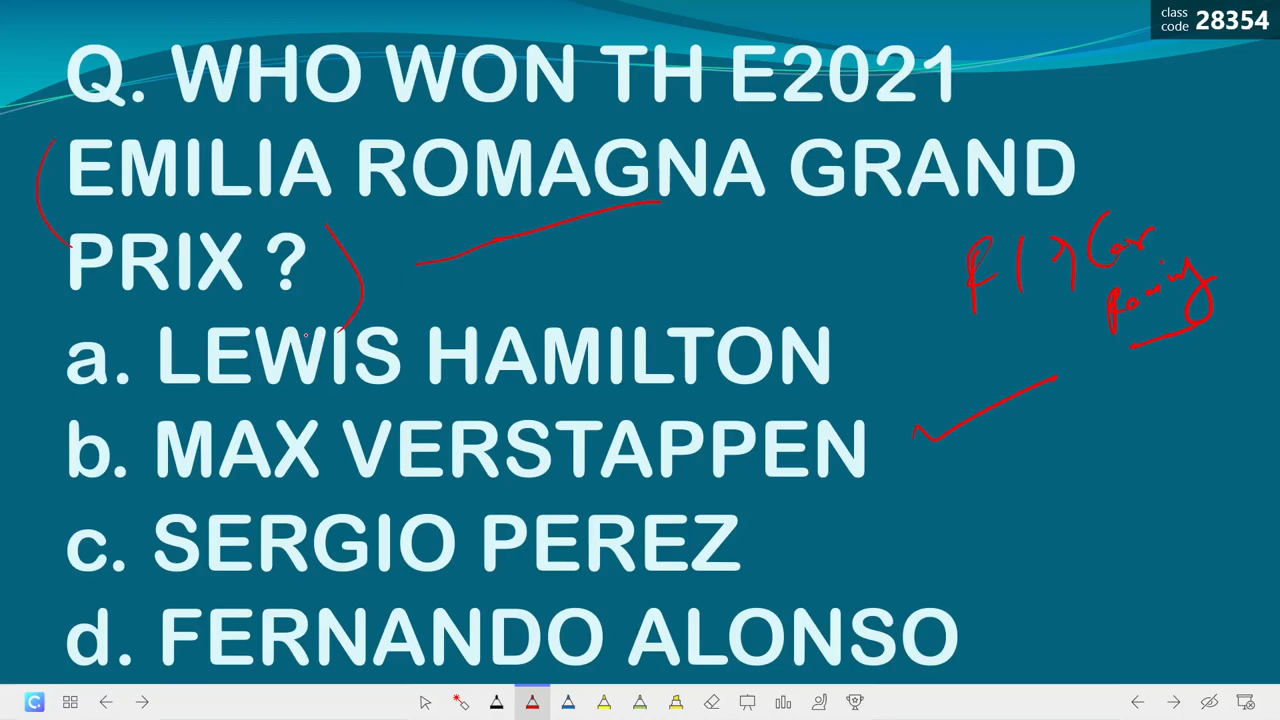 class
code 28354
Q. WHO WON TH E2021
EMILIA ROMAGNA GRAND
PRIX ?
a. LEWIS HAMILTON
b. MAX VERSTAPPEN
c. SERGIO PEREZ
d. FERNANDO ALONSO
Car